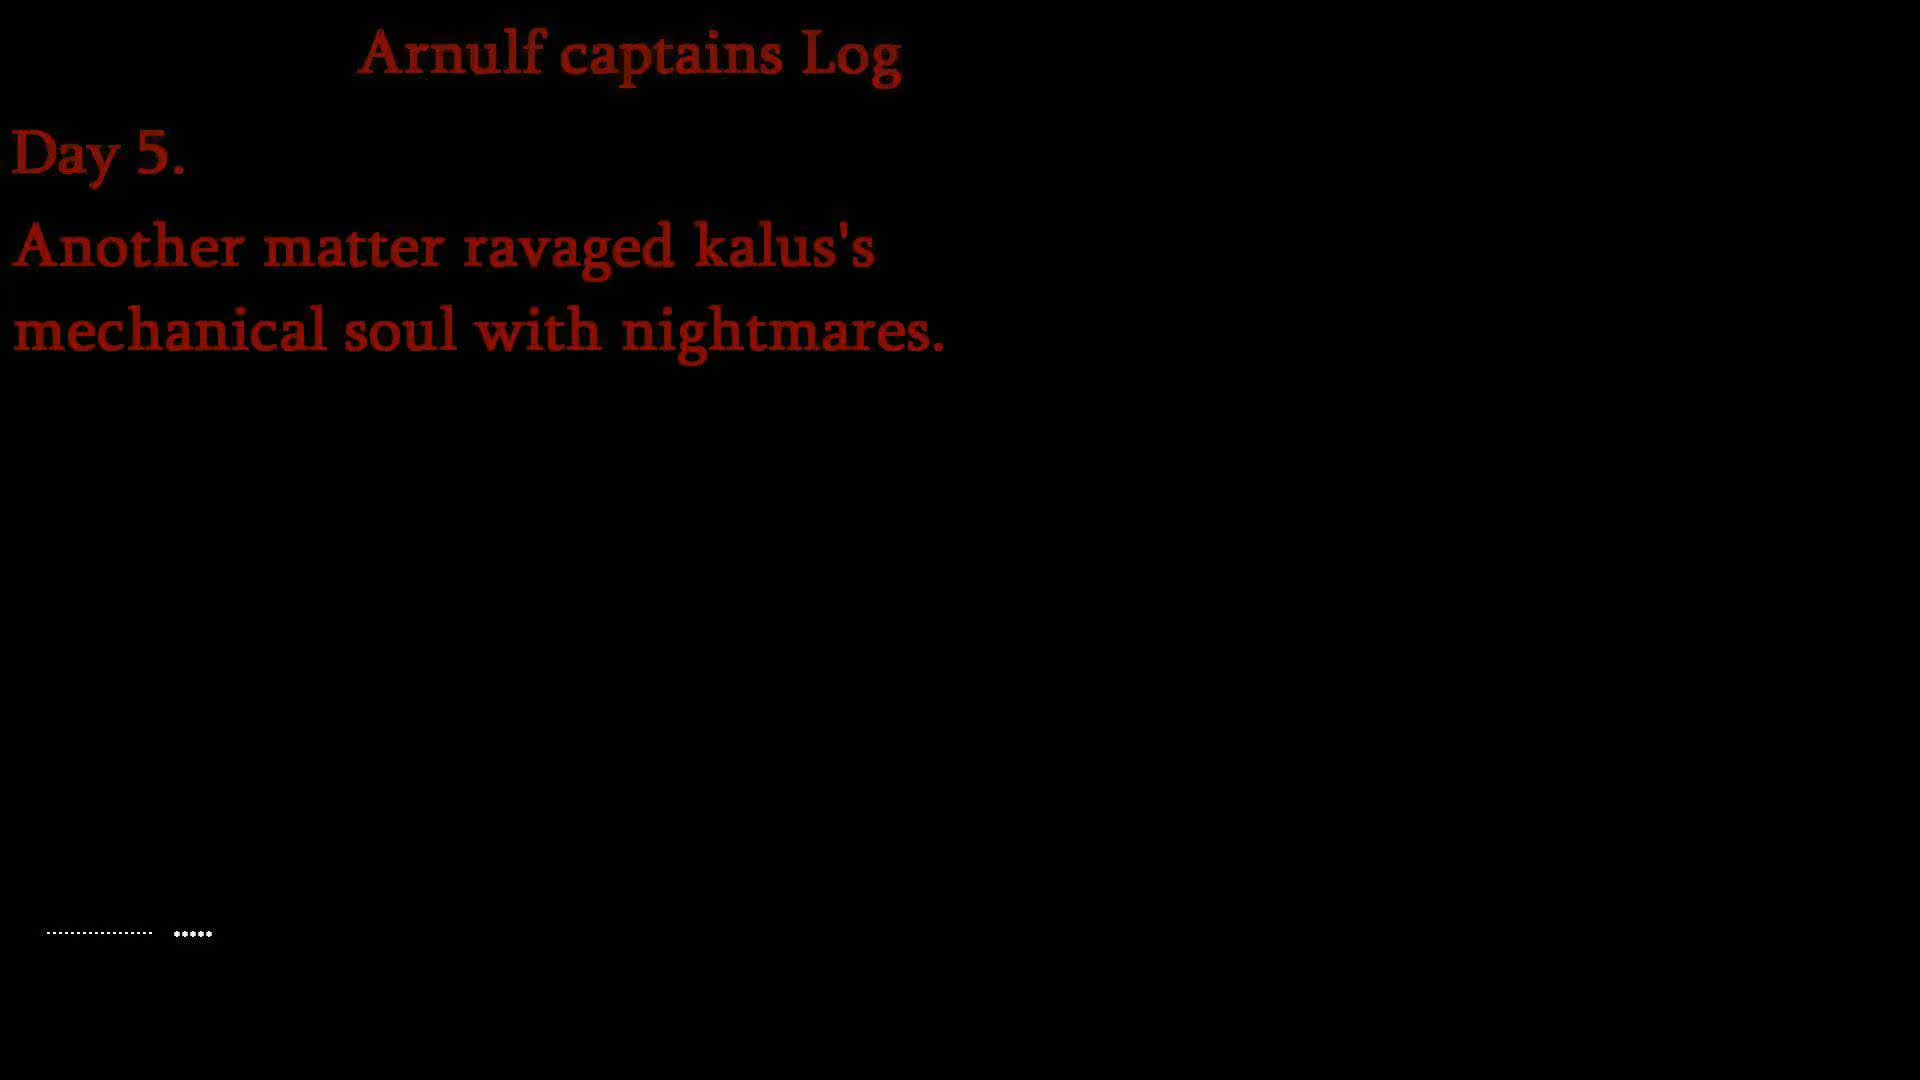 Arnulf captains Log
Day 5.
Another matter ravaged kalus's
mechanical soul with nightmares.